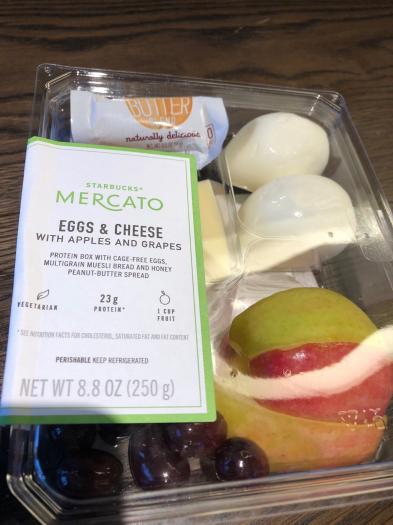 BUTTER
naturally delicious
STARBUCKS®
MERCATO
EGGS & CHEESE
WITH APPLES AND GRAPES
PROTEIN BOX WITH CAGE-FREE EGGS,
MULTIGRAIN MUESLI BREAD AND HONEY
PEANUT-BUTTER SPREAD
VEGETARIAN
23 g
PROTEIN*
1 CUP
FRUIT
* SEE NUTRITION FACTS FOR CHOLESTEROL, SATURATED FAT AND FAT CONTENT
PERISHABLE KEEP REFRIGERATED
NET WT 8.8 OZ (250 g)